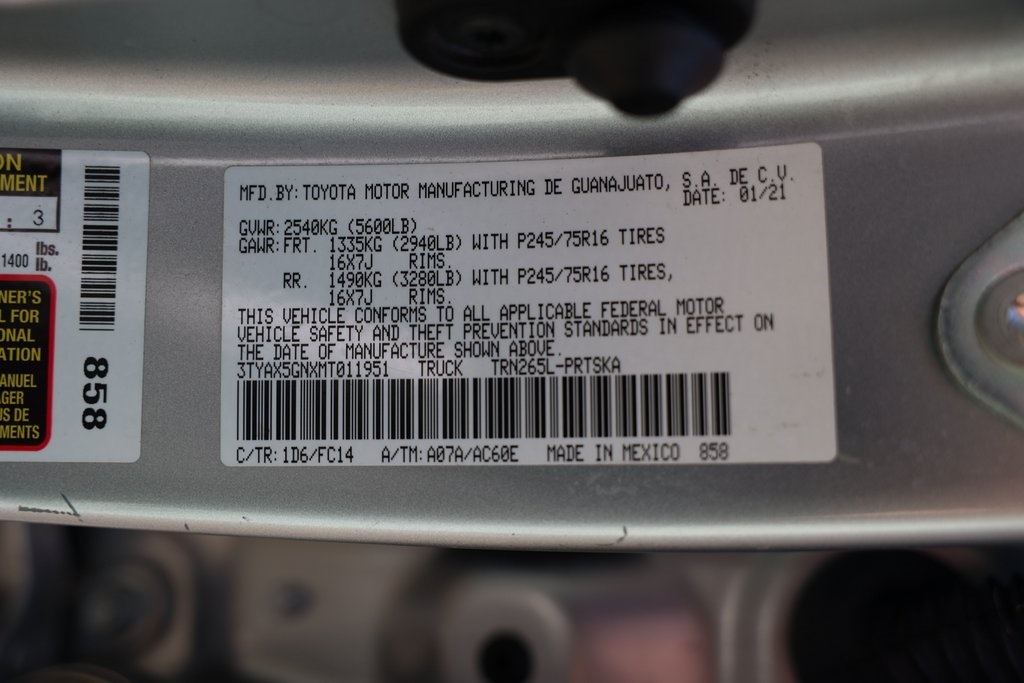 ON
MENT
: 3
1400 lbs.
lb.
NER'S
L FOR
ONAL
ATION
ANUEL
AGER
US DE
MENTS
858
MFD.BY:TOYOTA MOTOR MANUFACTURING DE GUANAJUATO, S.A. DE C.V.
DATE: 01/21
GVWR:2540KG (5600LB)
GAWR:FRT. 1335KG (2940LB) WITH P245/75R16 TIRES
16X7J RIMS.
RR. 1490KG (3280LB) WITH P245/75R16 TIRES,
16X7J RIMS.
THIS VEHICLE CONFORMS TO ALL APPLICABLE FEDERAL MOTOR
VEHICLE SAFETY AND THEFT PREVENTION STANDARDS IN EFFECT ON
THE DATE OF MANUFACTURE SHOWN ABOVE.
3TYAX5GNXMT011951 TRUCK TRN265L-PRTSKA
C/TR:1D6/FC14 A/TM:A07A/AC60E MADE IN MEXICO 858